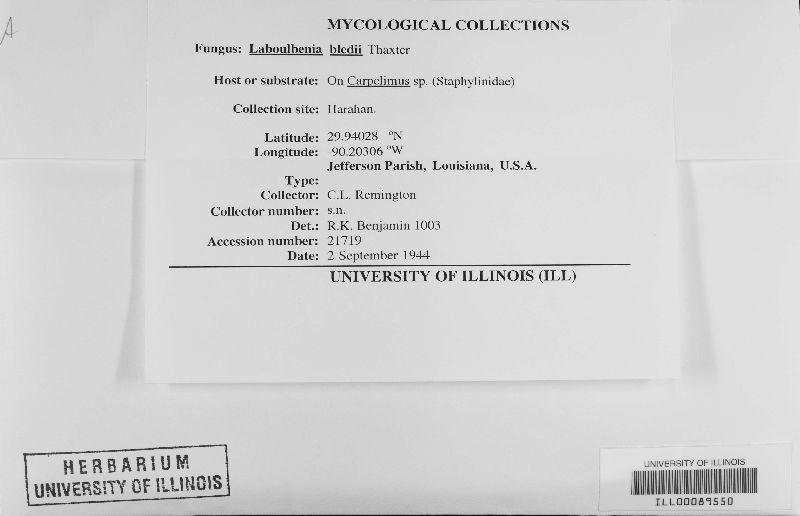 A
MYCOLOGICAL COLLECTIONS
Fungus: Laboulbenia bledii Thaxter
Host or substrate: On Carpelimus sp. (Staphylinidae)
Collection site: Harahan.
Latitude: 29.94028 °N
Longitude: -90.20306 °W
Jefferson Parish, Louisiana, U.S.A.
Type:
Collector: C.L. Remington
Collector number: s.n.
Det.: R.K. Benjamin 1003
Accession number: 21719
Date: 2 September 1944
UNIVERSITY OF ILLINOIS (ILL)
HERBARIUM
UNIVERSITY OF ILLINOIS
UNIVERSITY OF ILLINOIS
ILL00089550